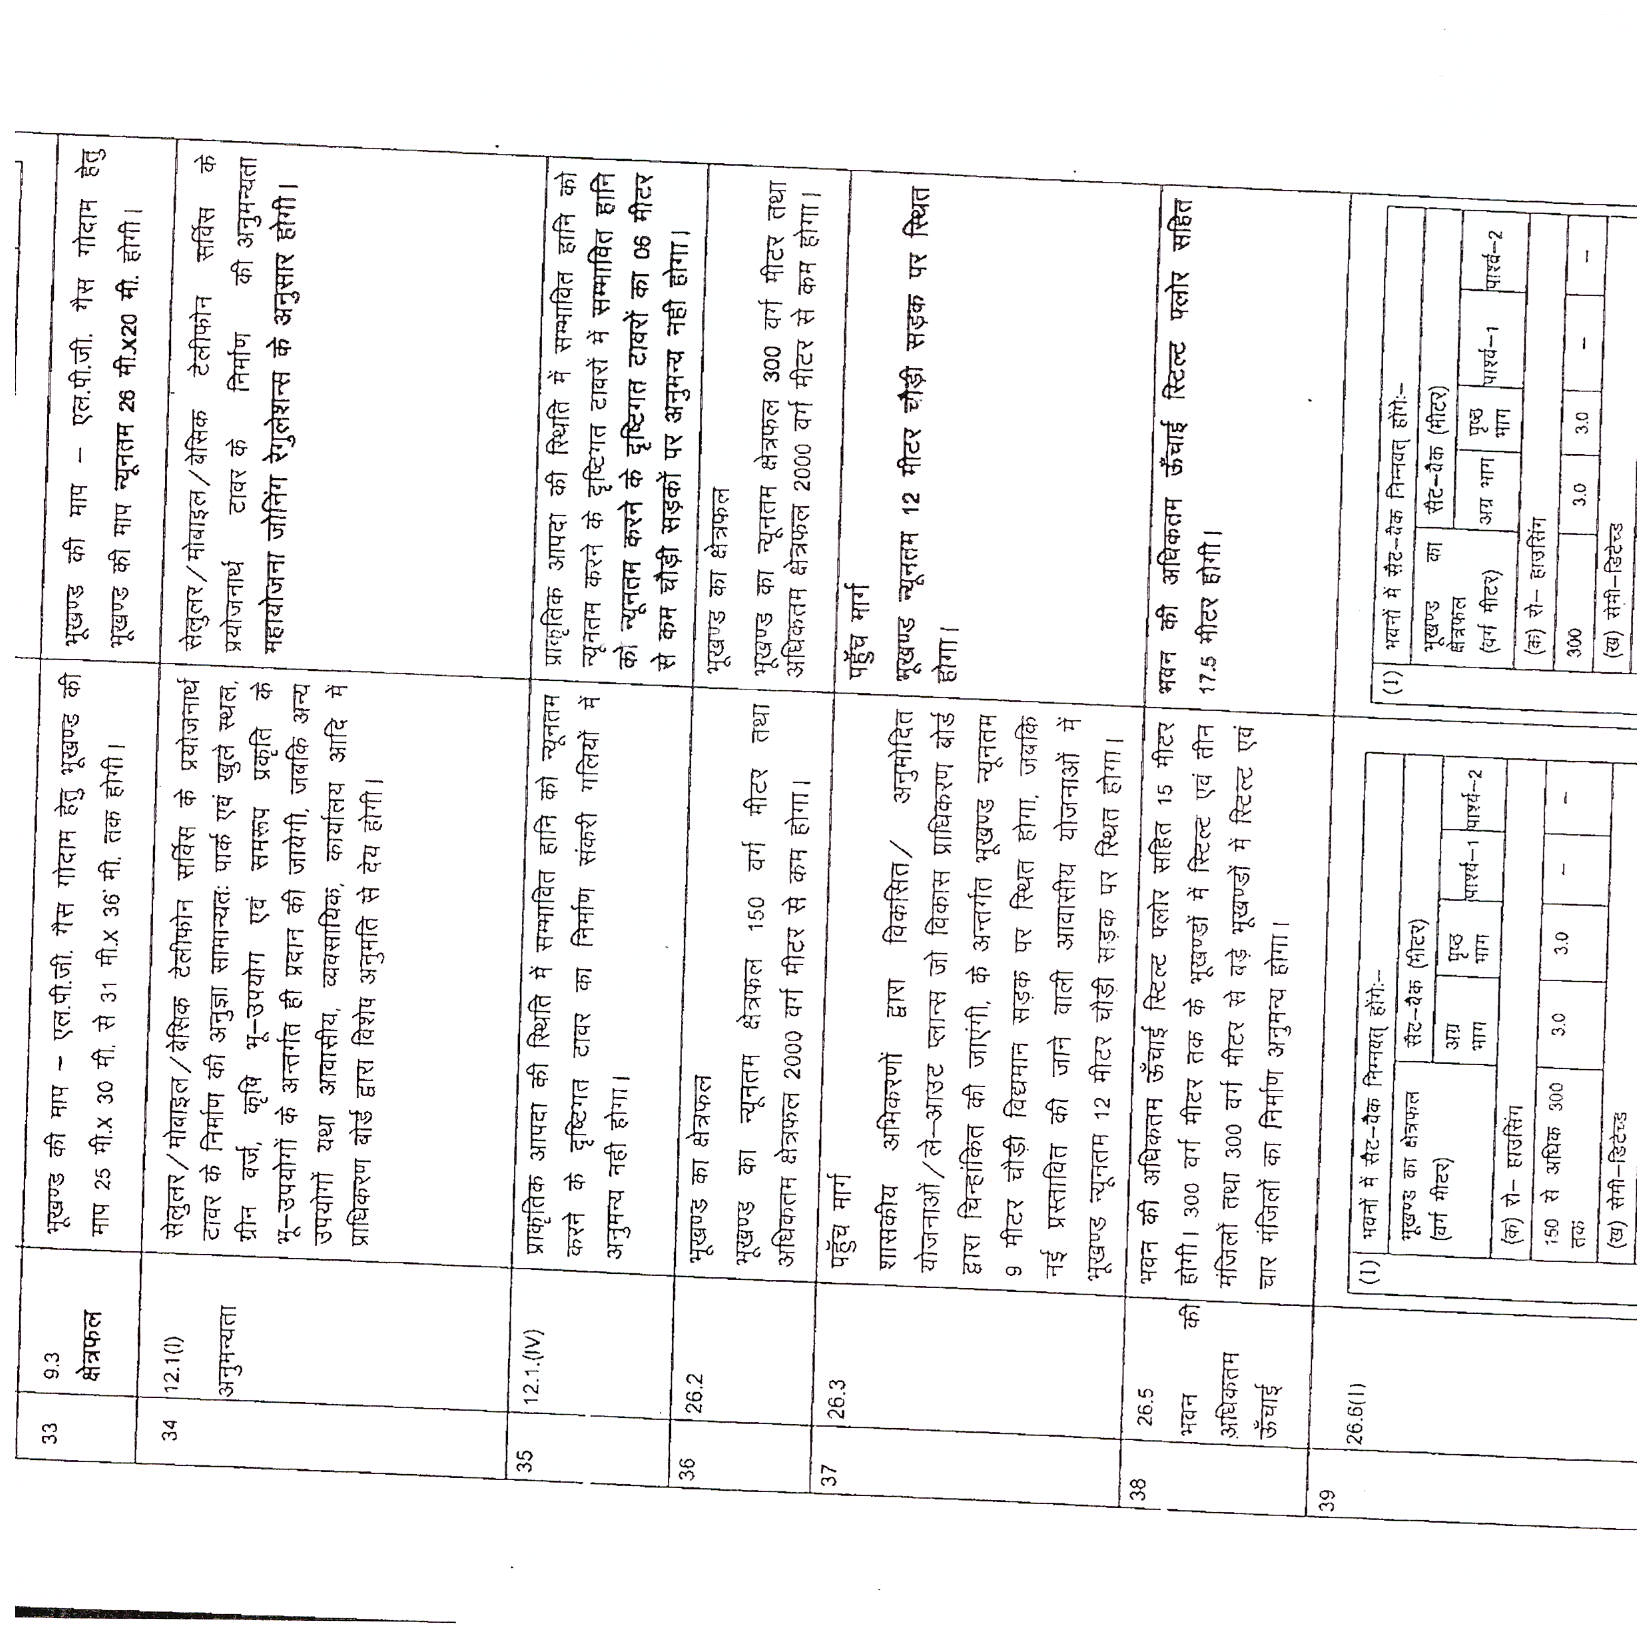 33
9.3
क्षेत्रफल
भूखण्ड की माप – एल.पी.जी. गैस गोदाम हेतु भूखण्ड की
माप 25 मी.X 30 मी. से 31 मी.X 36 मी. तक होगी।
भूखण्ड की माप – एल.पी.जी. गैस गोदाम हेतु
भूखण्ड की माप न्यूनतम 26 मी.X20 मी. होगी।
34
12.1(I)
अनुमन्यता
सेलुलर/मोबाइल/बेसिक टेलीफोन सर्विस के प्रयोजनार्थ
टावर के निर्माण की अनुज्ञा सामान्यतः पार्क एवं खुले स्थल,
ग्रीन वर्ज, कृषि भू–उपयोग एवं समरूप प्रकृति के
भू–उपयोगों के अन्तर्गत ही प्रदान की जायेगी, जबकि अन्य
उपयोगों यथा आवासीय, व्यवसायिक, कार्यालय आदि में
प्राधिकरण बोर्ड द्वारा विशेष अनुमति से देय होगी।
सेलुलर/मोबाइल/बेसिक टेलीफोन सर्विस के
प्रयोजनार्थ टावर के निर्माण की अनुमन्यता
महायोजना जोनिंग रेगुलेशन्स के अनुसार होगी।
35
12.1.(IV)
प्राकृतिक आपदा की स्थिति में सम्भावित हानि को न्यूनतम
करने के दृष्टिगत टावर का निर्माण संकरी गलियों में
अनुमन्य नही होगा।
प्राकृतिक आपदा की स्थिति में सम्भावित हानि को
न्यूनतम करने के दृष्टिगत टावरों में सम्भावित हानि
को न्यूनतम करने के दृष्टिगत टावरों का 06 मीटर
से कम चौड़ी सड़कों पर अनुमन्य नही होगा।
36
26.2
भूखण्ड का क्षेत्रफल
भूखण्ड का न्यूनतम क्षेत्रफल 150 वर्ग मीटर तथा
अधिकतम क्षेत्रफल 2000 वर्ग मीटर से कम होगा।
भूखण्ड का क्षेत्रफल
भूखण्ड का न्यूनतम क्षेत्रफल 300 वर्ग मीटर तथा
अधिकतम क्षेत्रफल 2000 वर्ग मीटर से कम होगा।
37
26.3
पहुँच मार्ग
शासकीय अभिकरणों द्वारा विकसित/ अनुमोदित
योजनाओं/ले–आउट प्लान्स जो विकास प्राधिकरण बोर्ड
द्वारा चिन्हांकित की जाएंगी, के अन्तर्गत भूखण्ड न्यूनतम
9 मीटर चौड़ी विद्यमान सड़क पर स्थित होगा, जबकि
नई प्रस्तावित की जाने वाली आवासीय योजनाओं में
भूखण्ड न्यूनतम 12 मीटर चौड़ी सड़क पर स्थित होगा।
पहुँच मार्ग
भूखण्ड न्यूनतम 12 मीटर चौड़ी सड़क पर स्थित
होगा।
38
26.5
भवन की
अधिकतम
ऊँचाई
भवन की अधिकतम ऊँचाई स्टिल्ट फ्लोर सहित 15 मीटर
होगी। 300 वर्ग मीटर तक के भूखण्डों में स्टिल्ट एवं तीन
मंजिलों तथा 300 वर्ग मीटर से बड़े भूखण्डों में स्टिल्ट एवं
चार मंजिलों का निर्माण अनुमन्य होगा।
भवन की अधिकतम ऊँचाई स्टिल्ट फ्लोर सहित
17.5 मीटर होगी।
39
26.6(I)
(I) भवनों में सैट–बैक निम्नवत् होंगे:–
भूखण्ड का क्षेत्रफल सैट–बैक (मीटर)
(वर्ग मीटर) अग्र भाग पृष्ठ भाग पार्श्व–1 पार्श्व–2
(क) रो– हाउसिंग
150 से अधिक 300 3.0 3.0 – –
तक
(ख) सेमी–डिटेच्ड
(I) भवनों में सैट–बैक निम्नवत् होंगे:–
भूखण्ड का सैट–बैक (मीटर)
क्षेत्रफल
(वर्ग मीटर) अग्र भाग पृष्ठ भाग पार्श्व–1 पार्श्व–2
(क) रो– हाउसिंग
300 3.0 3.0 – –
(ख) सेमी–डिटेच्ड